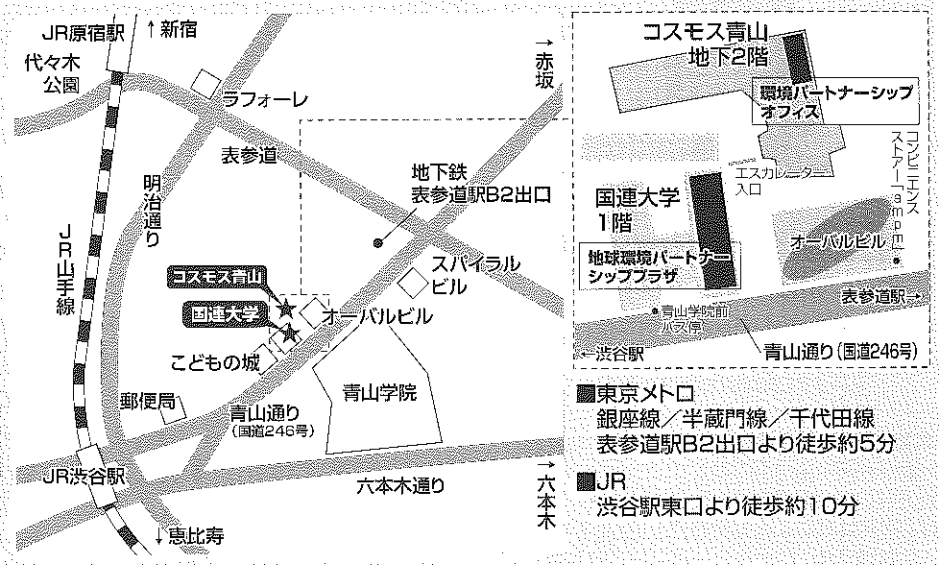 JR原宿駅
↑新宿
代々木
公園
ラフォーレ
→赤坂
表参道
明治通り
地下鉄
表参道駅B2出口
JR山手線
コスモス青山
国連大学
スパイラル
ビル
オーバルビル
こどもの城
郵便局
青山通り
(国道246号)
青山学院
JR渋谷駅
六本木通り
→六本木
↓恵比寿
コスモス青山
地下2階
環境パートナーシップ
オフィス
エスカレーター
入口
コンビニエンス
ストアー「am pm」
国連大学
1階
地球環境パートナー
シッププラザ
オーバルビル
表参道駅→
青山学院前
バス停
←渋谷駅
青山通り(国道246号)
■東京メトロ
銀座線/半蔵門線/千代田線
表参道駅B2出口より徒歩約5分
■JR
渋谷駅東口より徒歩約10分